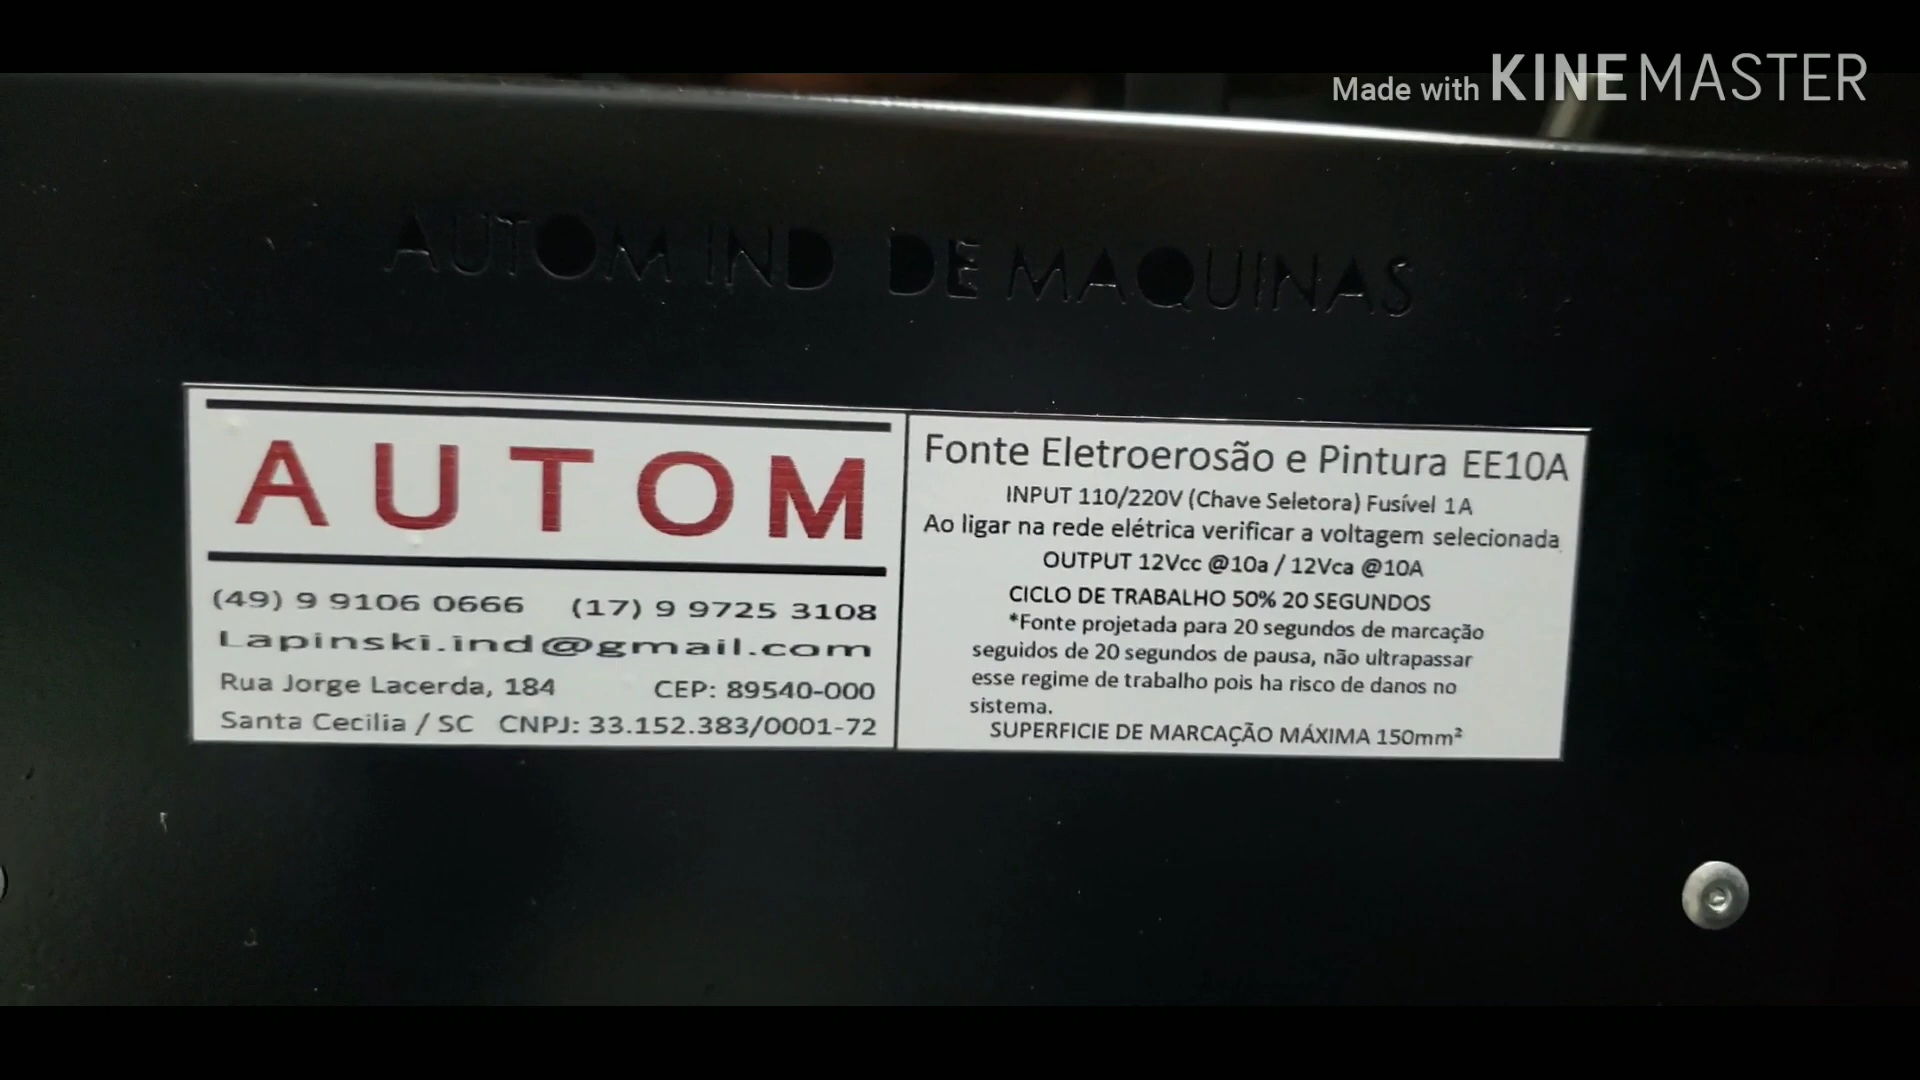 Made with KINEMASTER
AUTOM IND DE MAQUINAS
AUTOM
(49) 9 9106 0666 (17) 9 9725 3108
Lapinski.ind@gmail.com
Rua Jorge Lacerda, 184 CEP: 89540-000
Santa Cecilia / SC CNPJ: 33.152.383/0001-72
Fonte Eletroerosão e Pintura EE10A
INPUT 110/220V (Chave Seletora) Fusível 1A
Ao ligar na rede elétrica verificar a voltagem selecionada
OUTPUT 12Vcc @10a / 12Vca @10A
CICLO DE TRABALHO 50% 20 SEGUNDOS
*Fonte projetada para 20 segundos de marcação
seguidos de 20 segundos de pausa, não ultrapassar
esse regime de trabalho pois ha risco de danos no
sistema.
SUPERFICIE DE MARCAÇÃO MÁXIMA 150mm²